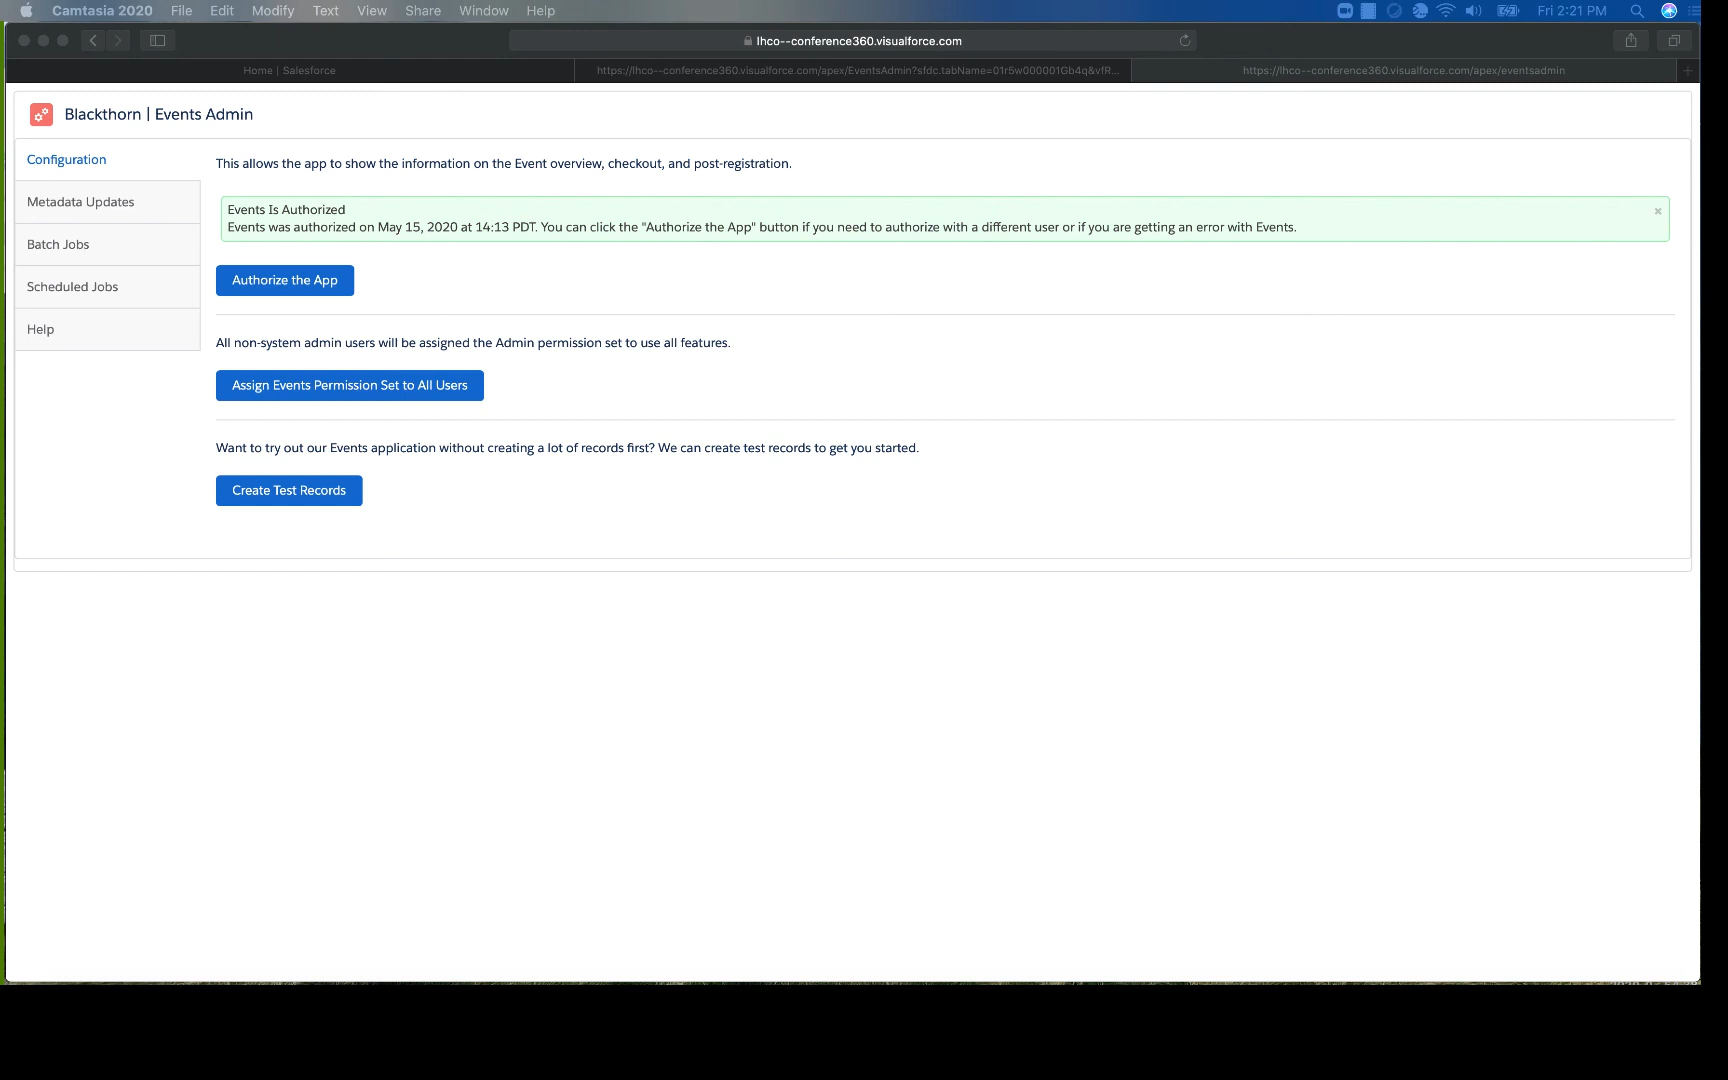 Camtasia 2020 File Edit Modify Text View Share Window Help Fri 2:21 PM
lhco--conference360.visualforce.com
Home | Salesforce
https://lhco--conference360.visualforce.com/apex/EventsAdmin?sfdc.tabName=01r5w000001Gb4q&vfR...
https://lhco--conference360.visualforce.com/apex/eventsadmin
Blackthorn | Events Admin
Configuration
Metadata Updates
Batch Jobs
Scheduled Jobs
Help
This allows the app to show the information on the Event overview, checkout, and post-registration.
Events Is Authorized
Events was authorized on May 15, 2020 at 14:13 PDT. You can click the "Authorize the App" button if you need to authorize with a different user or if you are getting an error with Events.
Authorize the App
All non-system admin users will be assigned the Admin permission set to use all features.
Assign Events Permission Set to All Users
Want to try out our Events application without creating a lot of records first? We can create test records to get you started.
Create Test Records